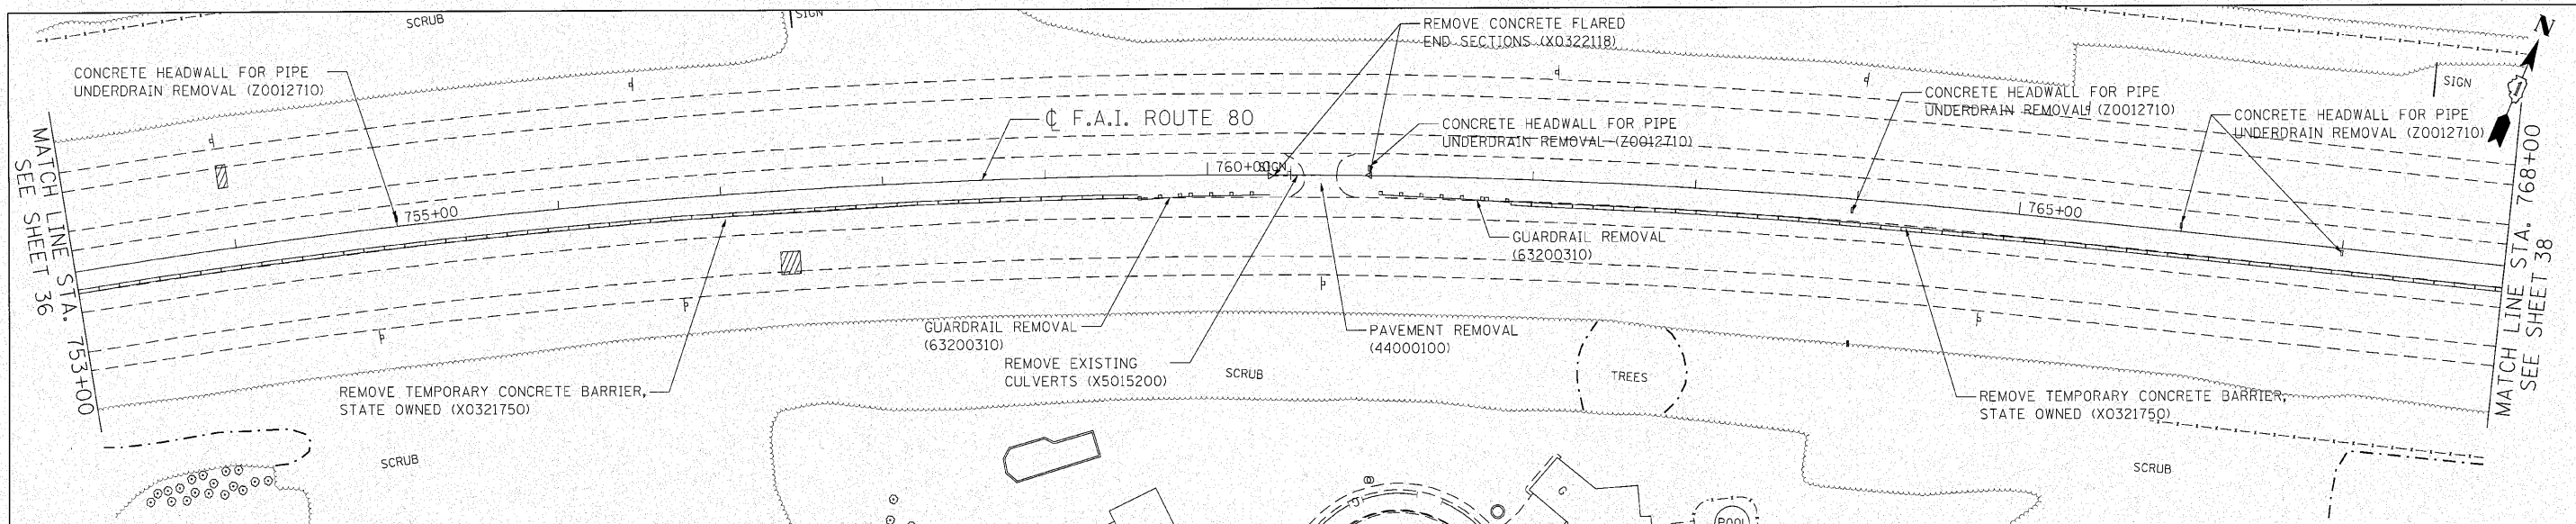 SCRUB
SIGN
REMOVE CONCRETE FLARED
END SECTIONS (X0322118)
N
CONCRETE HEADWALL FOR PIPE
UNDERDRAIN REMOVAL (Z0012710)
SIGN
CONCRETE HEADWALL FOR PIPE
UNDERDRAIN REMOVAL (Z0012710)
CONCRETE HEADWALL FOR PIPE
UNDERDRAIN REMOVAL (Z0012710)
℄ F.A.I. ROUTE 80
CONCRETE HEADWALL FOR PIPE
UNDERDRAIN REMOVAL (Z0012710)
MATCH LINE STA. 753+00
SEE SHEET 36
760+00
SIGN
755+00
765+00
MATCH LINE STA. 768+00
SEE SHEET 38
GUARDRAIL REMOVAL
(63200310)
GUARDRAIL REMOVAL
(63200310)
PAVEMENT REMOVAL
(44000100)
REMOVE EXISTING
CULVERTS (X5015200)
SCRUB
TREES
REMOVE TEMPORARY CONCRETE BARRIER,
STATE OWNED (X0321750)
REMOVE TEMPORARY CONCRETE BARRIER,
STATE OWNED (X0321750)
SCRUB
SCRUB
G
POOL